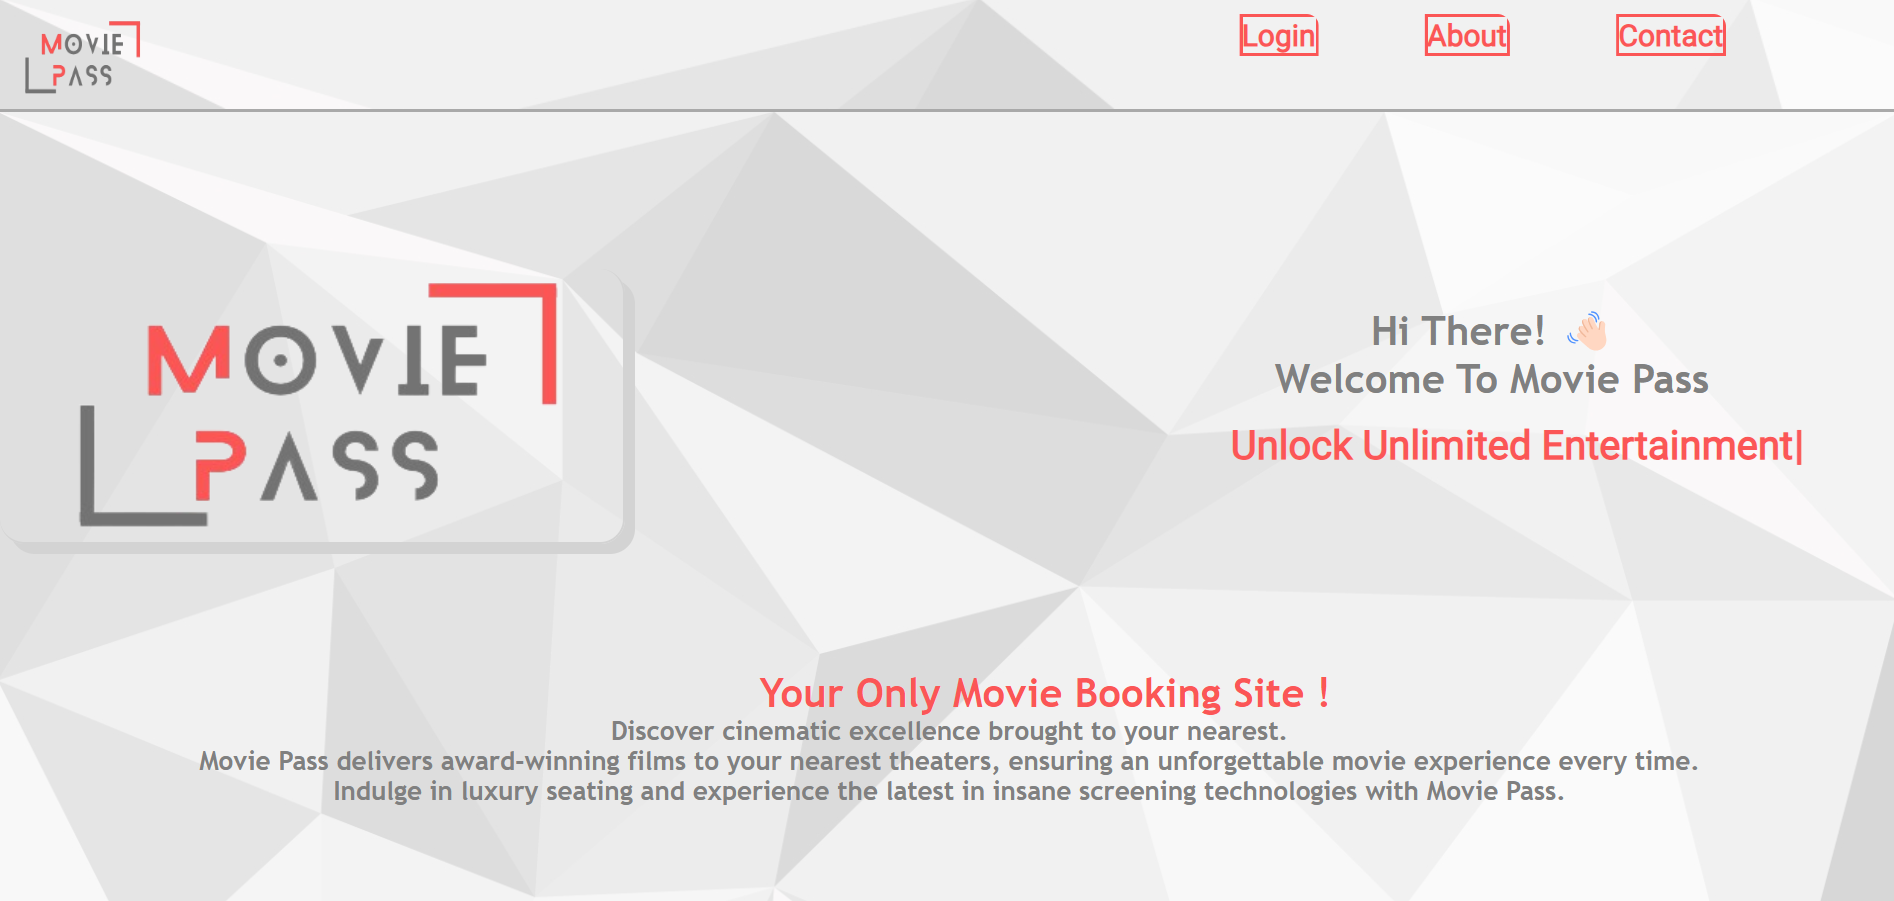 MOVIE
PASS
Login
About
Contact
MOVIE
PASS
Hi There! 👋🏻
Welcome To Movie Pass
Unlock Unlimited Entertainment|
Your Only Movie Booking Site !
Discover cinematic excellence brought to your nearest.
Movie Pass delivers award-winning films to your nearest theaters, ensuring an unforgettable movie experience every time.
Indulge in luxury seating and experience the latest in insane screening technologies with Movie Pass.